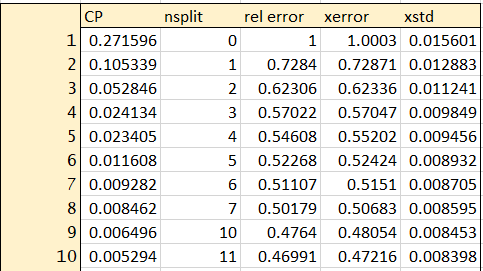 CP nsplit rel error xerror xstd
1 0.271596 0 1 1.0003 0.015601
2 0.105339 1 0.7284 0.72871 0.012883
3 0.052846 2 0.62306 0.62336 0.011241
4 0.024134 3 0.57022 0.57047 0.009849
5 0.023405 4 0.54608 0.55202 0.009456
6 0.011608 5 0.52268 0.52424 0.008932
7 0.009282 6 0.51107 0.5151 0.008705
8 0.008462 7 0.50179 0.50683 0.008595
9 0.006496 10 0.4764 0.48054 0.008453
10 0.005294 11 0.46991 0.47216 0.008398